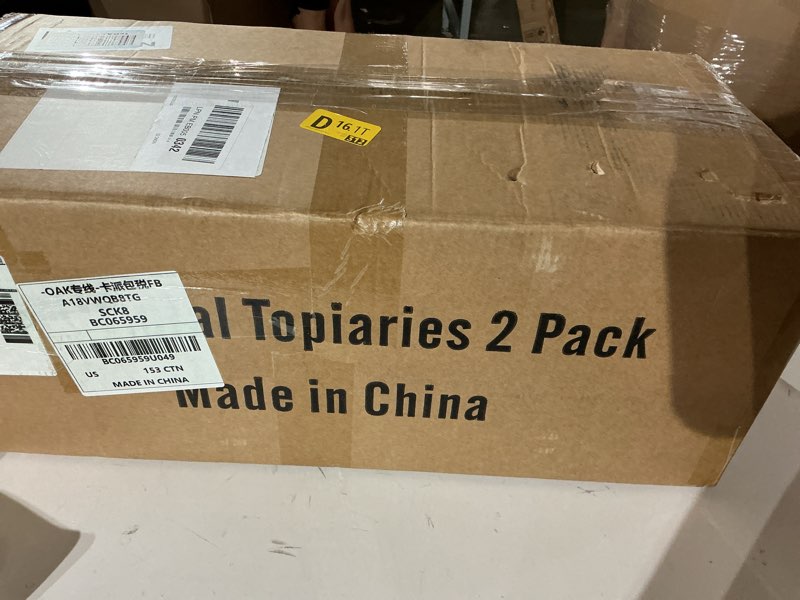 D 16.1T
0342
-OAK专线-卡派包税FB
A18VWQB8TG
SCK8
BC065959
BC065959U049
US 153 CTN
MADE IN CHINA
al Topiaries 2 Pack
Made in China